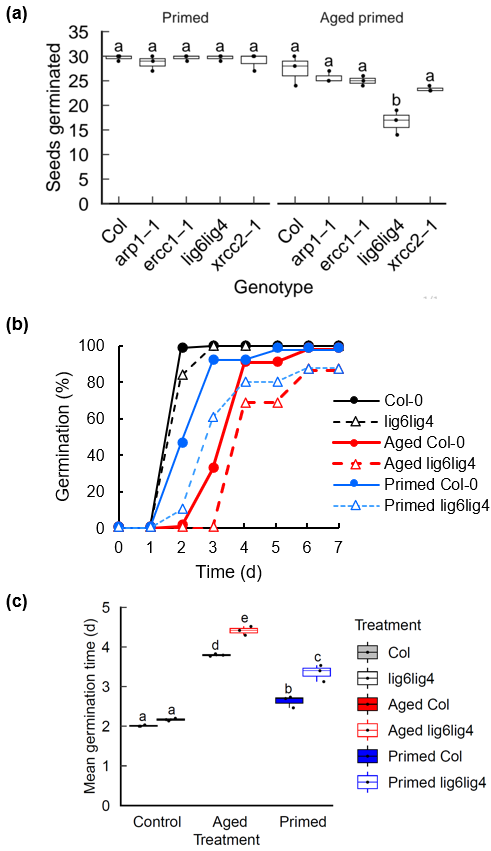 (a)
Primed
Aged primed
Seeds germinated
35
30
25
20
15
10
5
0
a a a a a
a a a b a
Col
arp1−1
ercc1−1
lig6lig4
xrcc2−1
Col
arp1−1
ercc1−1
lig6lig4
xrcc2−1
Genotype
(b)
Germination (%)
100
80
60
40
20
0
0 1 2 3 4 5 6 7
Time (d)
Col-0
lig6lig4
Aged Col-0
Aged lig6lig4
Primed Col-0
Primed lig6lig4
(c)
Mean germination time (d)
5
4
3
2
1
0
a a
d e
b c
Control
Aged
Primed
Treatment
Treatment
Col
lig6lig4
Aged Col
Aged lig6lig4
Primed Col
Primed lig6lig4